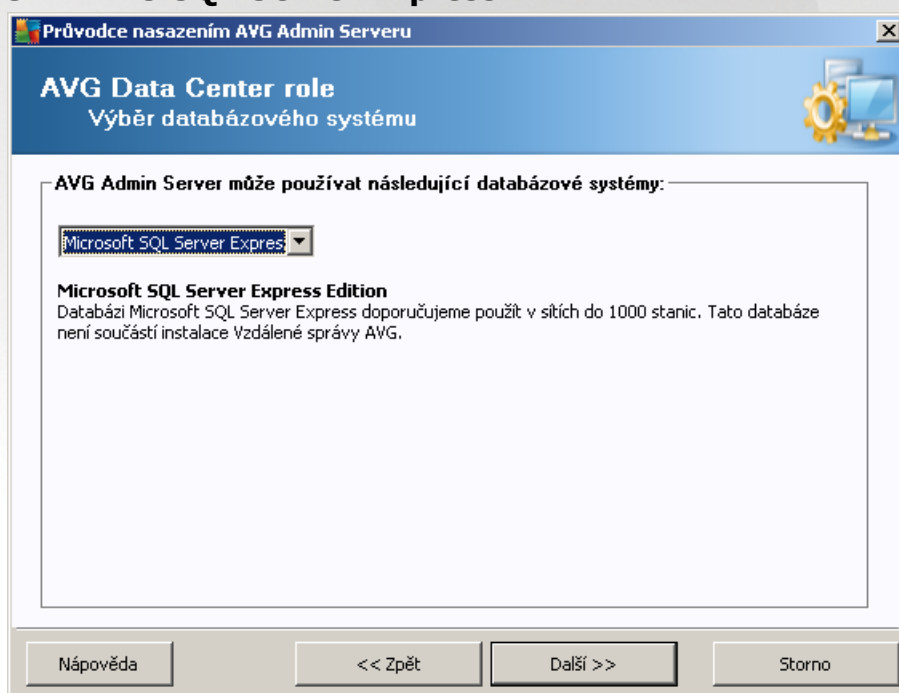 Průvodce nasazením AVG Admin Serveru
AVG Data Center role
Výběr databázového systému
AVG Admin Server může používat následující databázové systémy:
Microsoft SQL Server Expres
Microsoft SQL Server Express Edition
Databázi Microsoft SQL Server Express doporučujeme použít v sítích do 1000 stanic. Tato databáze
není součástí instalace Vzdálené správy AVG.
Nápověda
<< Zpět
Další >>
Storno